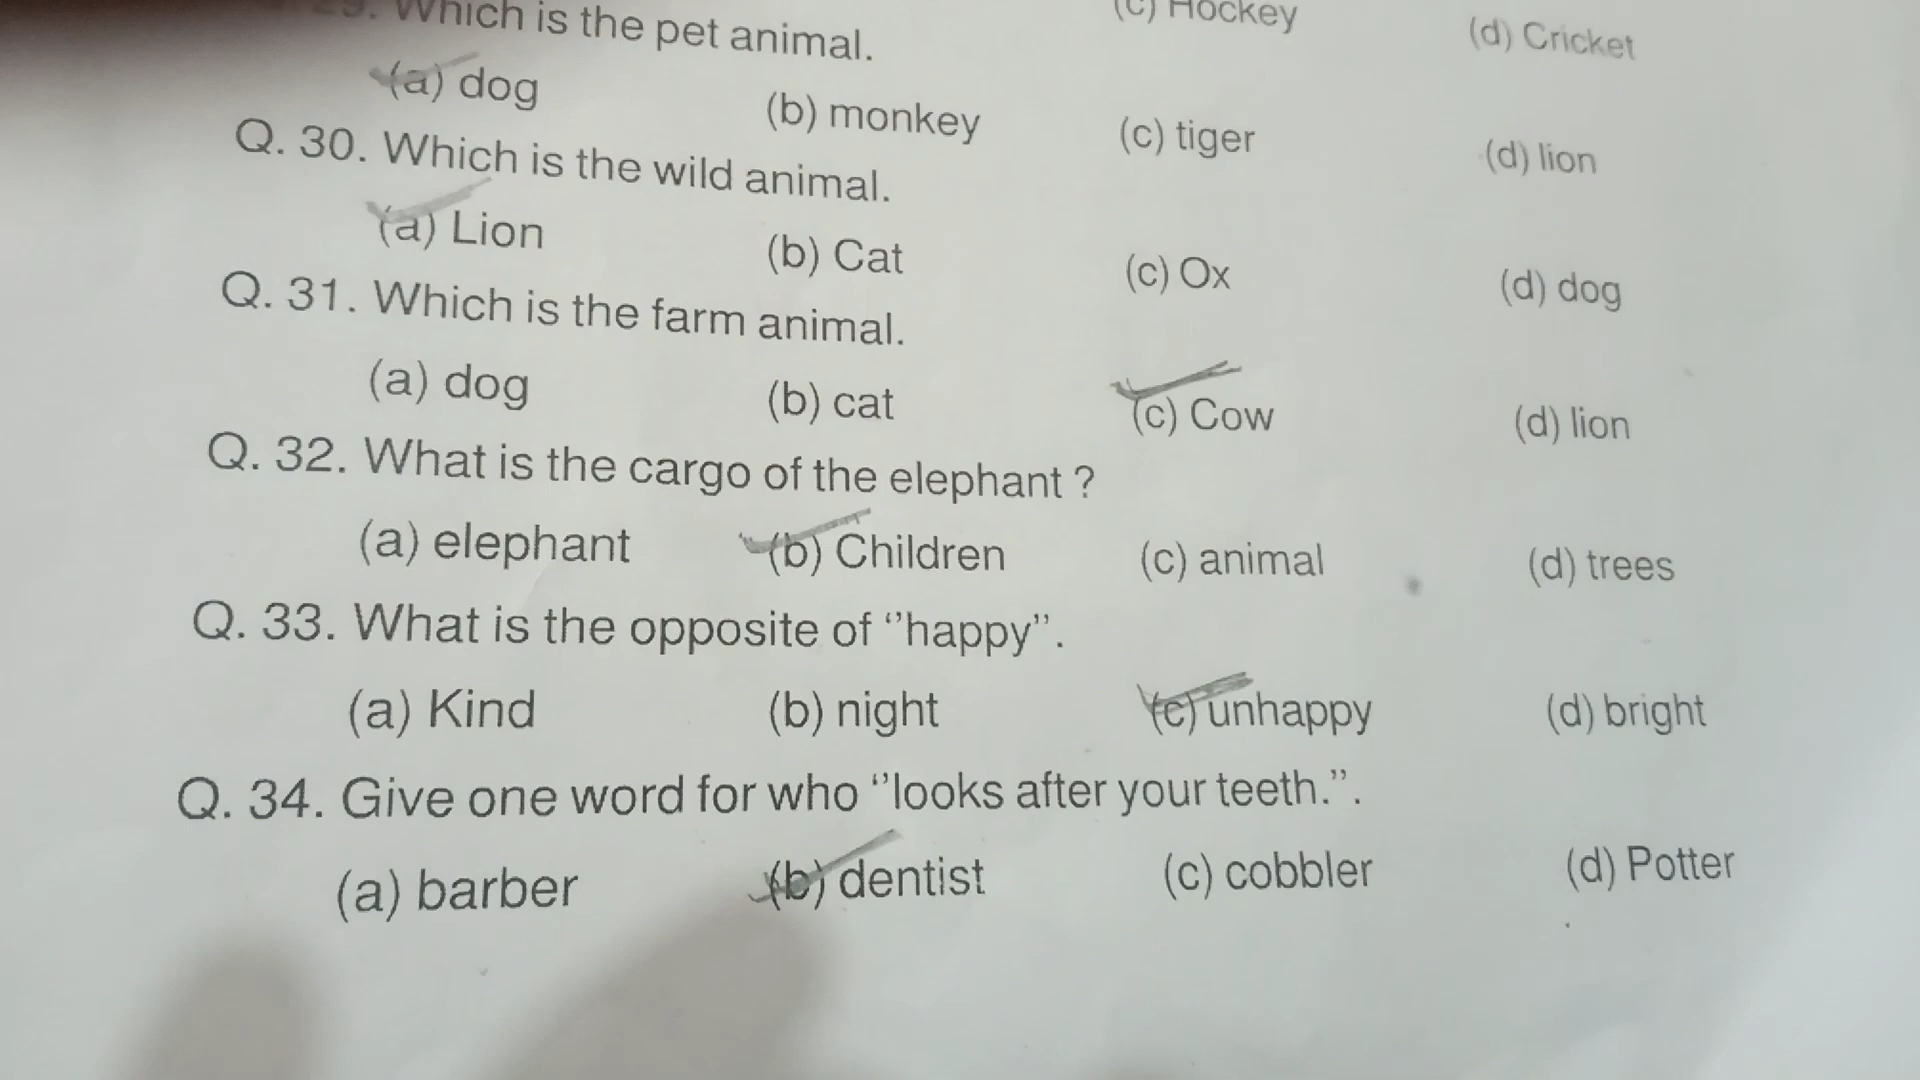 (c) Hockey (d) Cricket
29. Which is the pet animal.
(a) dog (b) monkey (c) tiger (d) lion
Q. 30. Which is the wild animal.
(a) Lion (b) Cat (c) Ox (d) dog
Q. 31. Which is the farm animal.
(a) dog (b) cat (c) Cow (d) lion
Q. 32. What is the cargo of the elephant ?
(a) elephant (b) Children (c) animal (d) trees
Q. 33. What is the opposite of ‘’happy”.
(a) Kind (b) night (c) unhappy (d) bright
Q. 34. Give one word for who ‘’looks after your teeth.”.
(a) barber (b) dentist (c) cobbler (d) Potter